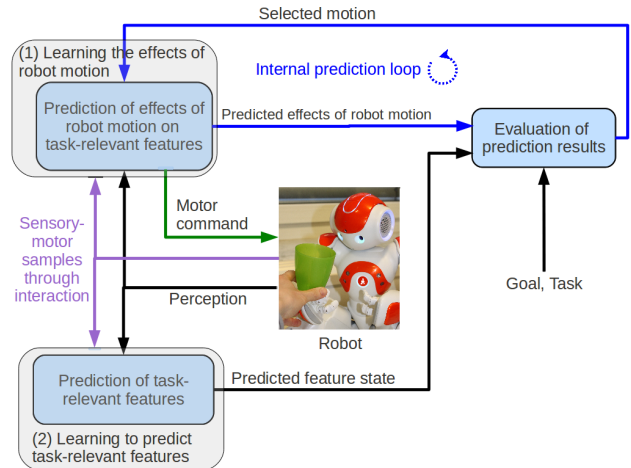 Selected motion
(1) Learning the effects of
robot motion
Internal prediction loop
Prediction of effects of
robot motion on
task-relevant features
Predicted effects of robot motion
Evaluation of
prediction results
Motor
command
Sensory-
motor
samples
through
interaction
Perception
Goal, Task
Robot
Prediction of task-
relevant features
Predicted feature state
(2) Learning to predict
task-relevant features